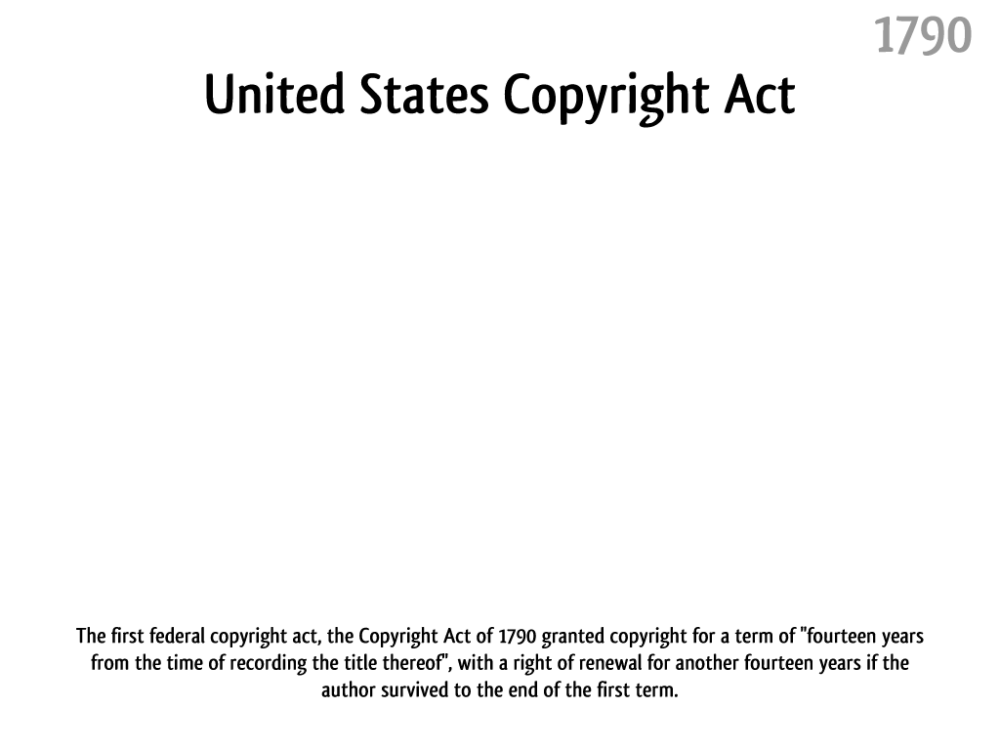 1790
United States Copyright Act
The first federal copyright act, the Copyright Act of 1790 granted copyright for a term of "fourteen years
from the time of recording the title thereof", with a right of renewal for another fourteen years if the
author survived to the end of the first term.